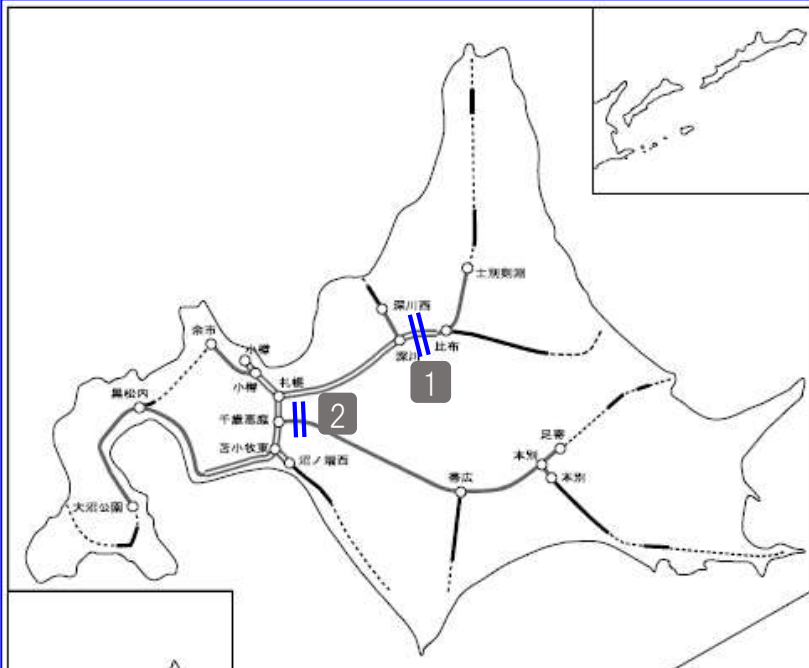 士別剣淵
深川西
余市
小樽
深川
比布
小樽
札幌
1
黒松内
千歳恵庭
2
苫小牧東
沼ノ端西
足寄
本別
帯広
本別
大沼公園